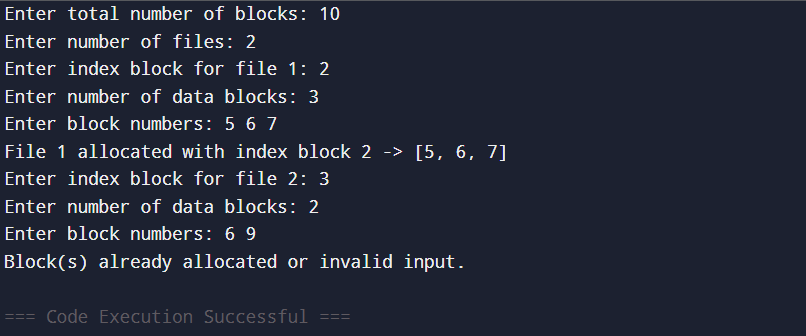 Enter total number of blocks: 10
Enter number of files: 2
Enter index block for file 1: 2
Enter number of data blocks: 3
Enter block numbers: 5 6 7
File 1 allocated with index block 2 -> [5, 6, 7]
Enter index block for file 2: 3
Enter number of data blocks: 2
Enter block numbers: 6 9
Block(s) already allocated or invalid input.
=== Code Execution Successful ===